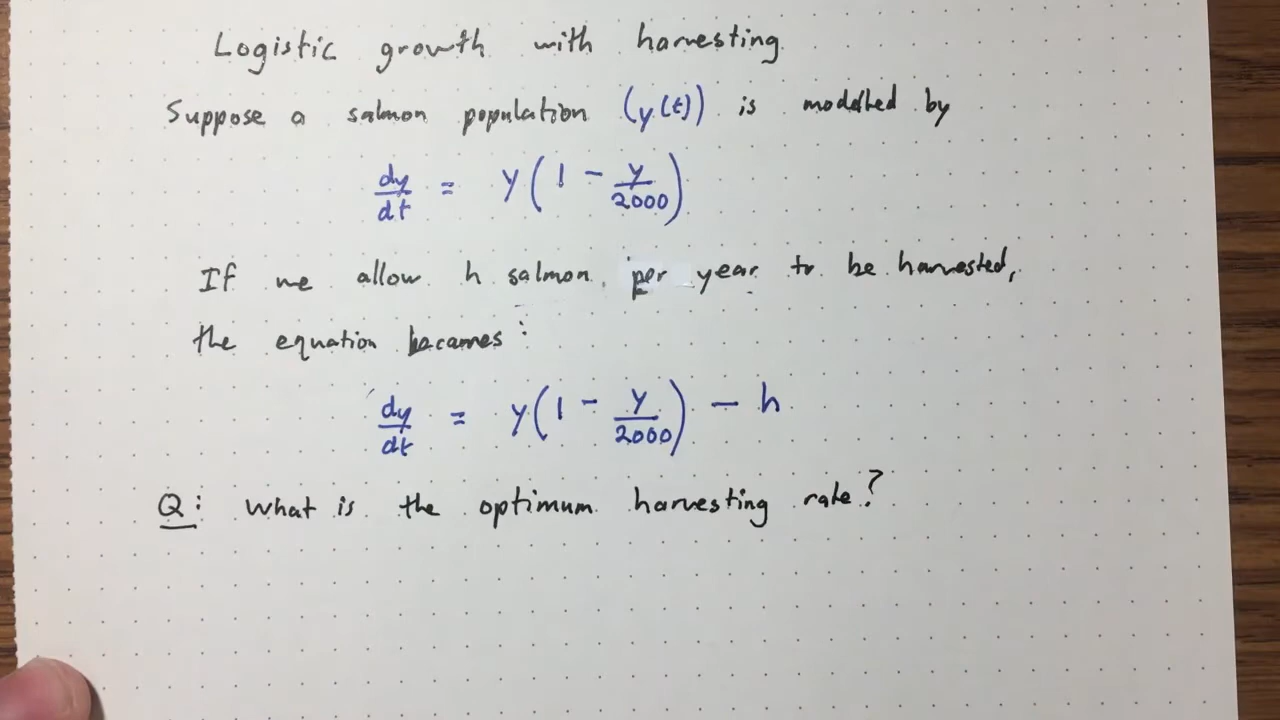 Logistic growth with harvesting
Suppose a salmon population (y(t)) is modelled by
dy/dt = y(1 - y/2000)
If we allow h salmon per year to be harvested,
the equation becomes:
dy/dt = y(1 - y/2000) - h
Q: What is the optimum harvesting rate?